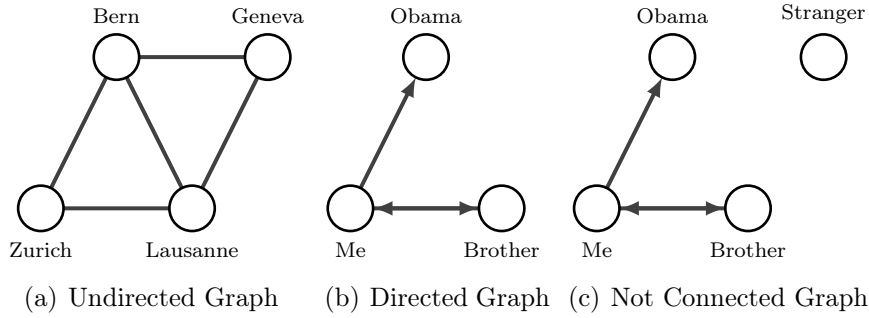 Bern
Geneva
Zurich
Lausanne
(a) Undirected Graph
Obama
Me
Brother
(b) Directed Graph
Obama
Stranger
Me
Brother
(c) Not Connected Graph